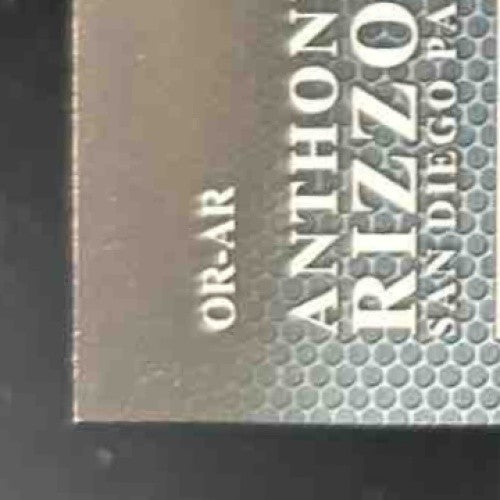 OR-AR
ANTHON
RIZZO
SAN DIEGO PA